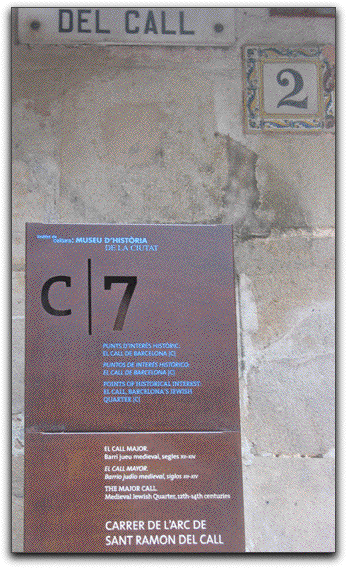 DEL CALL
2
Institut de
Cultura: MUSEU D'HISTÒRIA
DE LA CIUTAT
C|7
PUNTS D'INTERÈS HISTÒRIC:
EL CALL DE BARCELONA [C]
PUNTOS DE INTERÉS HISTÓRICO:
EL CALL DE BARCELONA [C]
POINTS OF HISTORICAL INTEREST:
EL CALL, BARCELONA'S JEWISH
QUARTER [C]
EL CALL MAJOR.
Barri jueu medieval, segles XII-XIV
EL CALL MAYOR.
Barrio judío medieval, siglos XII-XIV
THE MAJOR CALL.
Medieval Jewish Quarter, 12th-14th centuries
CARRER DE L'ARC DE
SANT RAMON DEL CALL